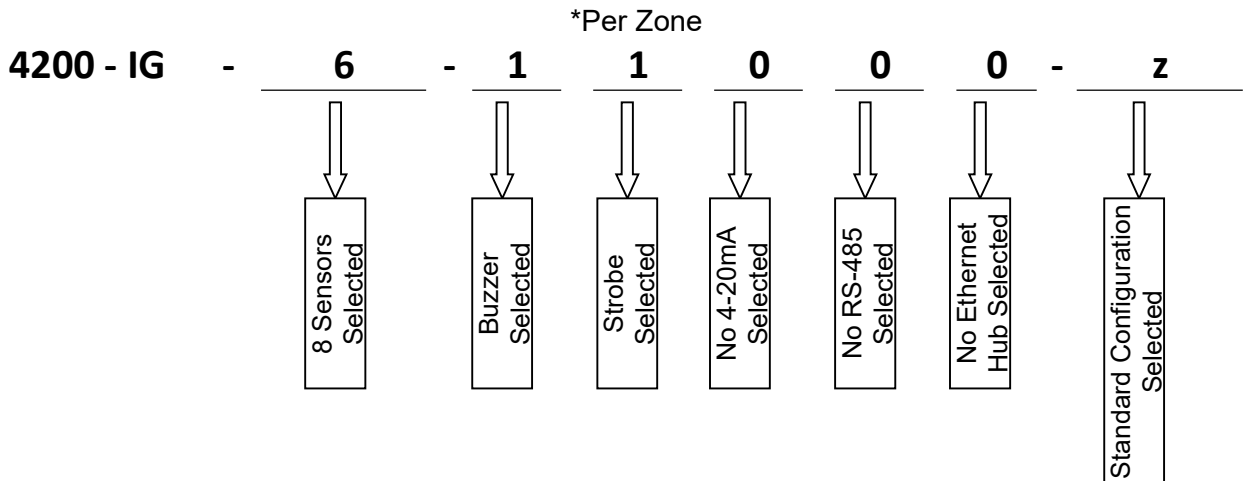 *Per Zone
4200 - IG - 6 - 1 1 0 0 0 - z
8 Sensors
Selected
Buzzer
Selected
Strobe
Selected
No 4-20mA
Selected
No RS-485
Selected
No Ethernet
Hub Selected
Standard Configuration
Selected